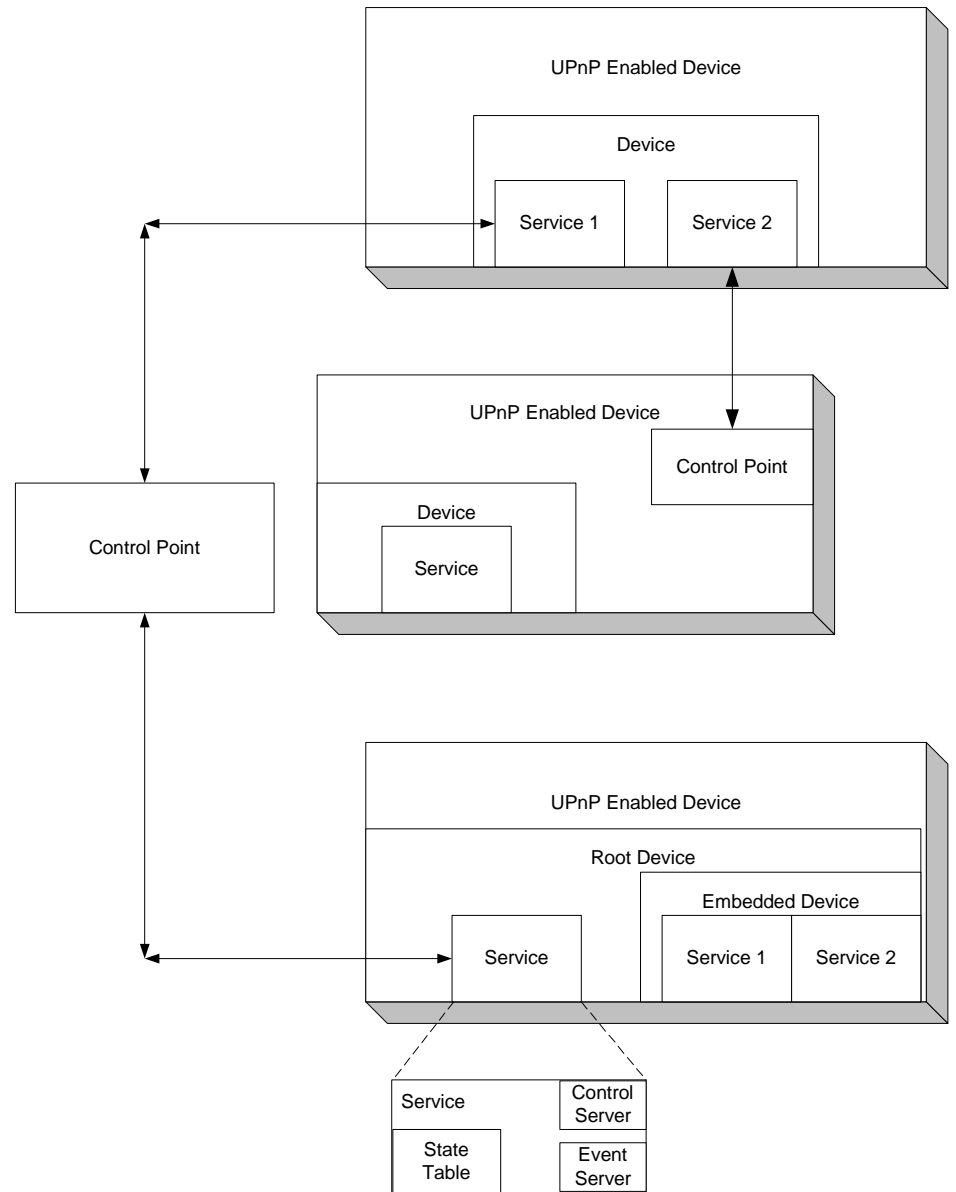 UPnP Enabled Device
Device
Service 1
Service 2
UPnP Enabled Device
Control Point
Device
Service
Control Point
UPnP Enabled Device
Root Device
Embedded Device
Service
Service 1
Service 2
Service
Control
Server
State
Table
Event
Server